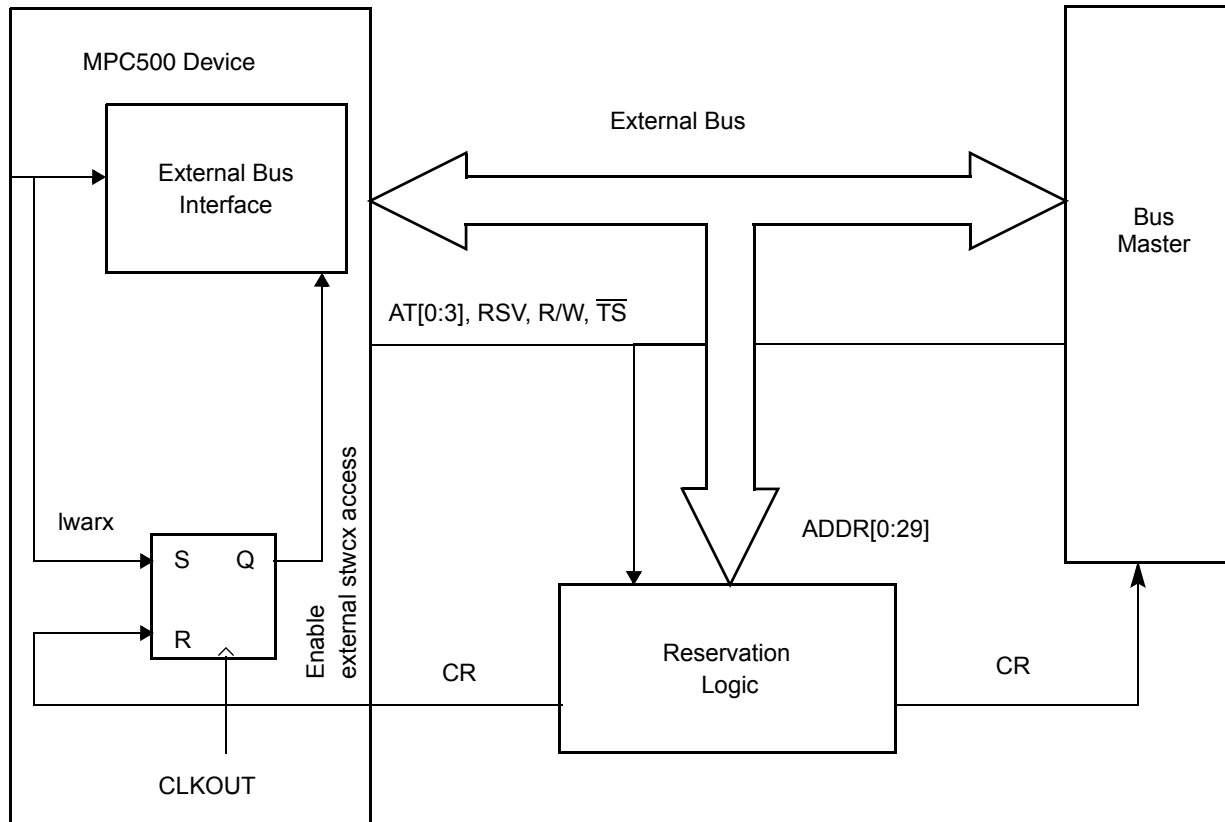 MPC500 Device
External Bus
Interface
External Bus
Bus
Master
AT[0:3], RSV, R/W, T̅S̅
lwarx
S
Q
R
Enable
external stwcx access
ADDR[0:29]
Reservation
Logic
CR
CR
CLKOUT